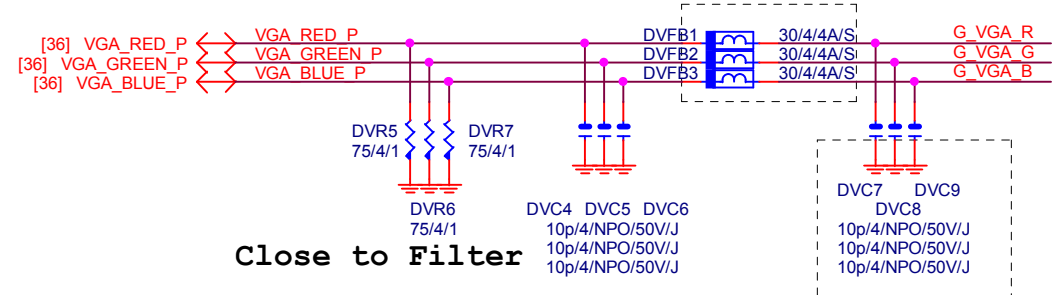 [36] VGA_RED_P VGA_RED_P DVFB1 30/4/4A/S G_VGA_R
[36] VGA_GREEN_P VGA_GREEN_P DVFB2 30/4/4A/S G_VGA_G
[36] VGA_BLUE_P VGA_BLUE_P DVFB3 30/4/4A/S G_VGA_B
DVR5 DVR7
75/4/1 75/4/1
DVR6
75/4/1
DVC4 DVC5 DVC6
10p/4/NPO/50V/J
10p/4/NPO/50V/J
10p/4/NPO/50V/J
DVC7 DVC9
DVC8
10p/4/NPO/50V/J
10p/4/NPO/50V/J
10p/4/NPO/50V/J
Close to Filter